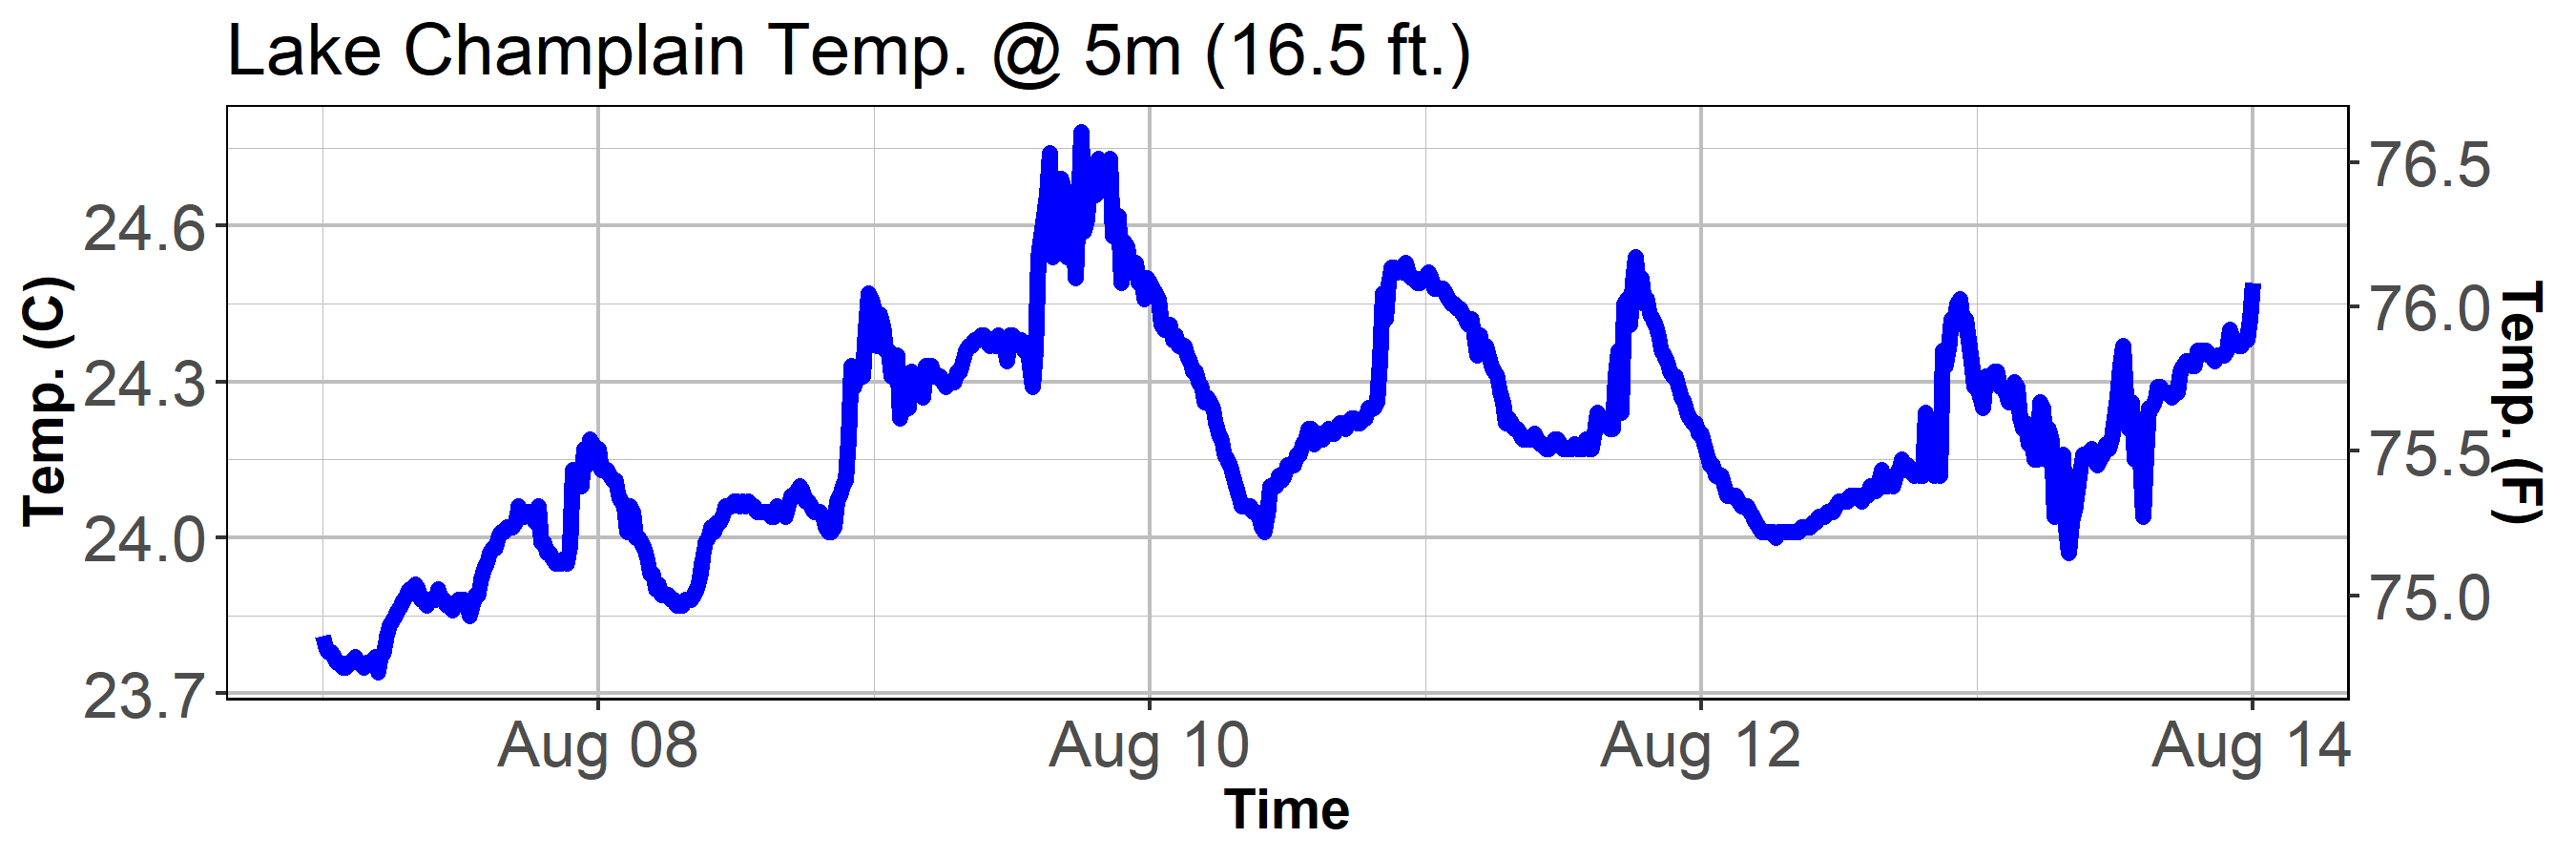 Lake Champlain Temp. @ 5m (16.5 ft.)
Temp. (C)
24.6
24.3
24.0
23.7
76.5
76.0
75.5
75.0
Temp. (F)
Aug 08
Aug 10
Aug 12
Aug 14
Time